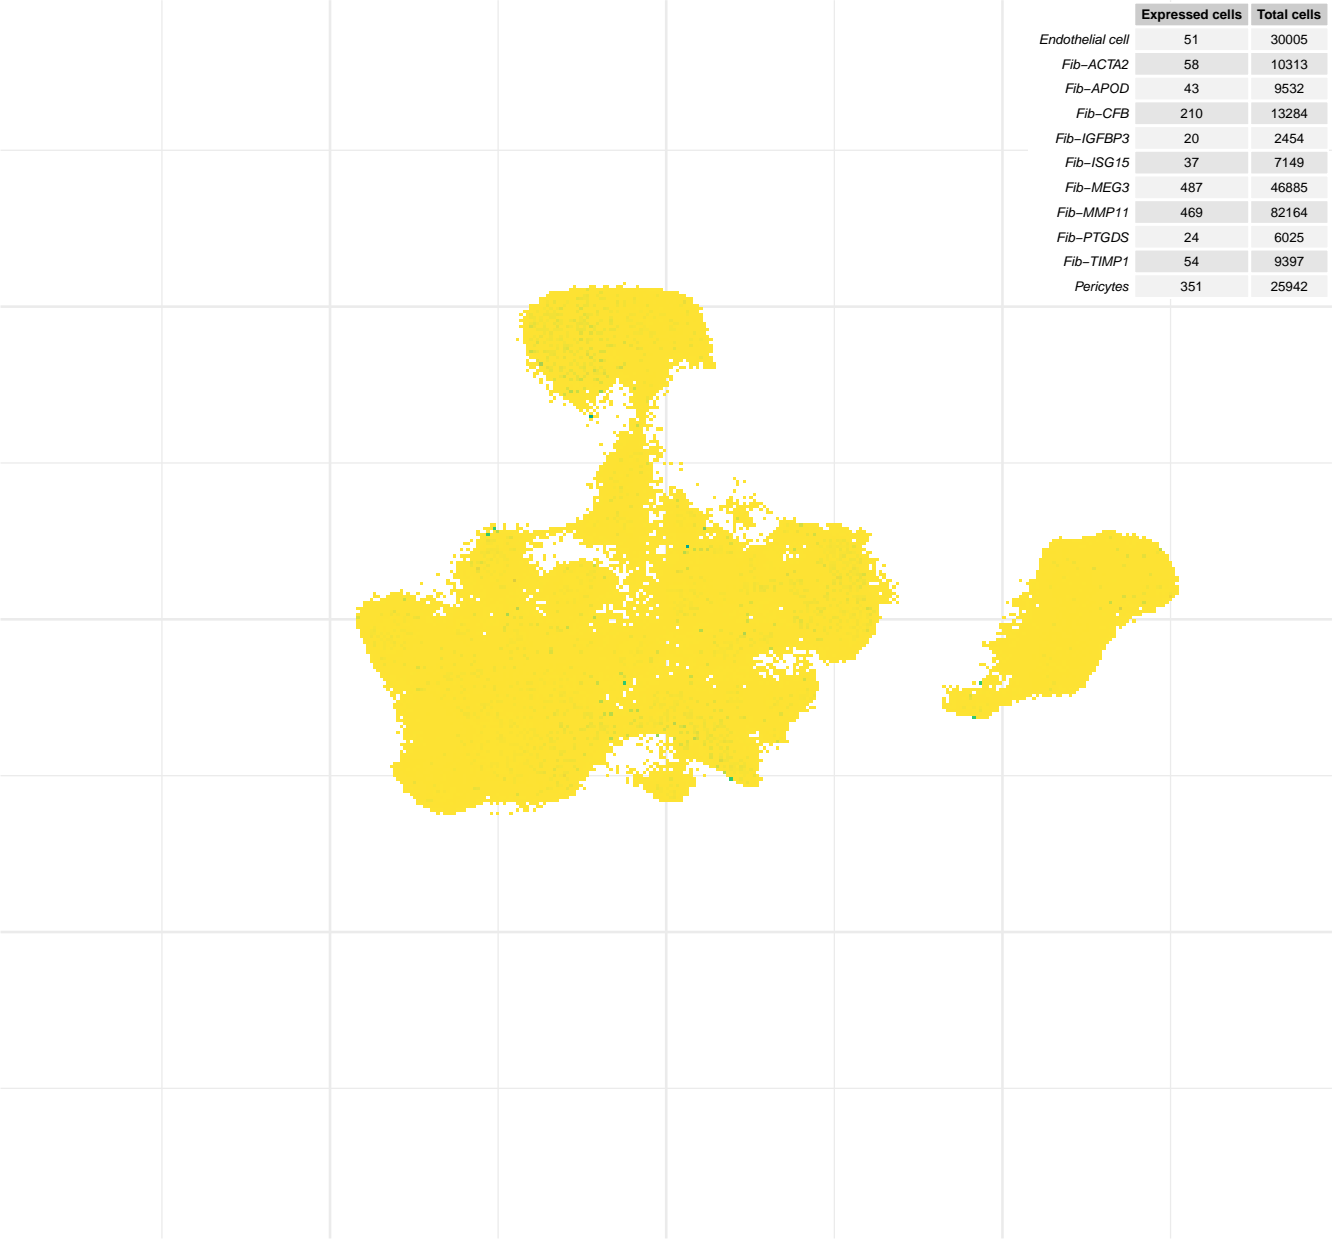 Expressed cells Total cells
Endothelial cell 51 30005
Fib−ACTA2 58 10313
Fib−APOD 43 9532
Fib−CFB 210 13284
Fib−IGFBP3 20 2454
Fib−ISG15 37 7149
Fib−MEG3 487 46885
Fib−MMP11 469 82164
Fib−PTGDS 24 6025
Fib−TIMP1 54 9397
Pericytes 351 25942